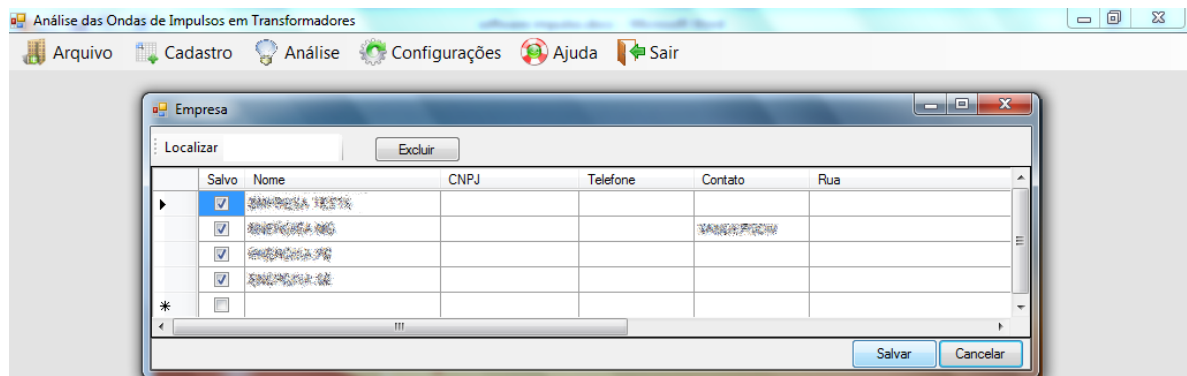 Análise das Ondas de Impulsos em Transformadores
Arquivo Cadastro Análise Configurações Ajuda Sair
Empresa
Localizar Excluir
Salvo Nome CNPJ Telefone Contato Rua
Salvar Cancelar